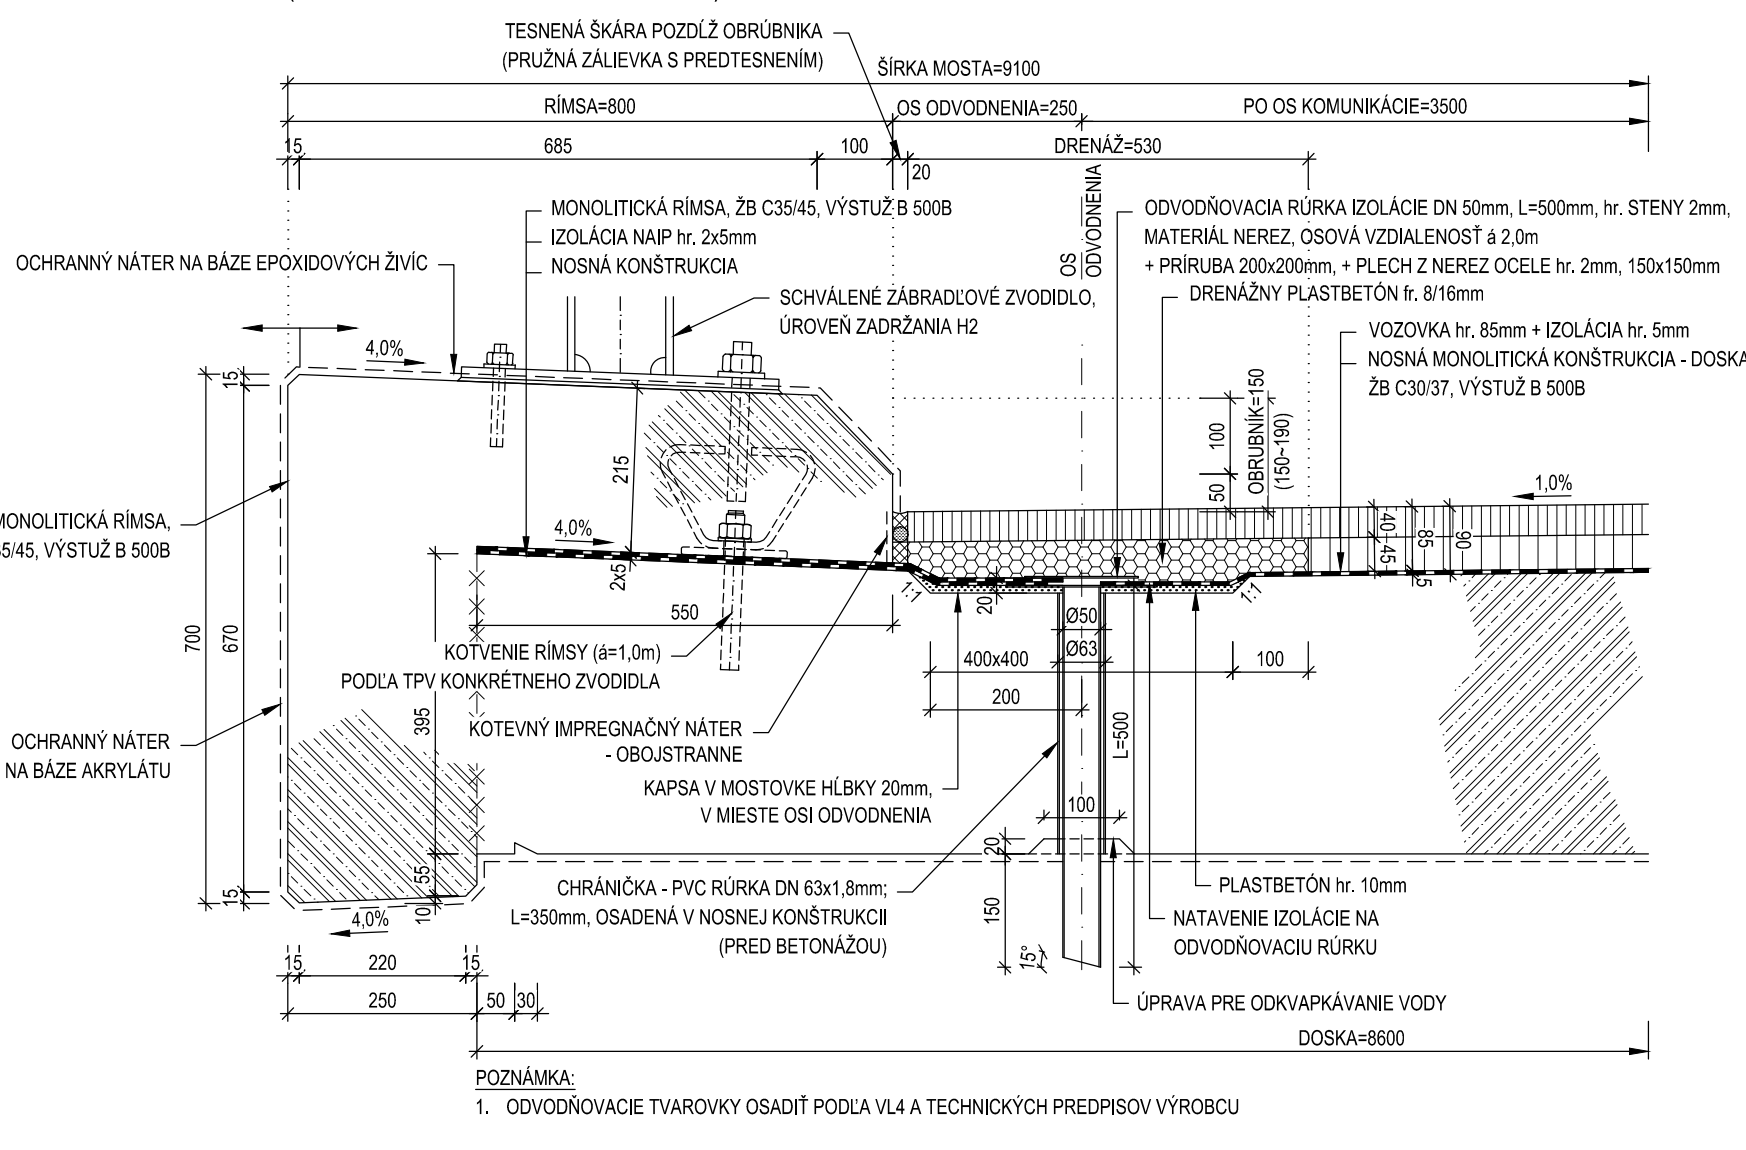 TESNENÁ ŠKÁRA POZDĹŽ OBRÚBNIKA
(PRUŽNÁ ZÁLIEVKA S PREDTESNENÍM)
ŠÍRKA MOSTA=9100
RÍMSA=800
OS ODVODNENIA=250
PO OS KOMUNIKÁCIE=3500
15
685
100
20
DRENÁŽ=530
OS
ODVODNENIA
MONOLITICKÁ RÍMSA, ŽB C35/45, VÝSTUŽ B 500B
IZOLÁCIA NAIP hr. 2x5mm
NOSNÁ KONŠTRUKCIA
ODVODŇOVACIA RÚRKA IZOLÁCIE DN 50mm, L=500mm, hr. STENY 2mm,
MATERIÁL NEREZ, OSOVÁ VZDIALENOSŤ á 2,0m
+ PRÍRUBA 200x200mm, + PLECH Z NEREZ OCELE hr. 2mm, 150x150mm
DRENÁŽNY PLASTBETÓN fr. 8/16mm
OCHRANNÝ NÁTER NA BÁZE EPOXIDOVÝCH ŽIVÍC
SCHVÁLENÉ ZÁBRADĽOVÉ ZVODIDLO,
ÚROVEŇ ZADRŽANIA H2
VOZOVKA hr. 85mm + IZOLÁCIA hr. 5mm
NOSNÁ MONOLITICKÁ KONŠTRUKCIA - DOSKA
ŽB C30/37, VÝSTUŽ B 500B
4,0%
15
215
100
50
OBRUBNÍK=150
(150~190)
1,0%
MONOLITICKÁ RÍMSA,
35/45, VÝSTUŽ B 500B
4,0%
40
45
85
5
90
2x5
1:1
20
1:1
550
Ø50
Ø63
700
670
395
KOTVENIE RÍMSY (á=1,0m)
PODĽA TPV KONKRÉTNEHO ZVODIDLA
400x400
100
200
KOTEVNÝ IMPREGNAČNÝ NÁTER
- OBOJSTRANNE
L=500
OCHRANNÝ NÁTER
NA BÁZE AKRYLÁTU
KAPSA V MOSTOVKE HĹBKY 20mm,
V MIESTE OSI ODVODNENIA
100
20
150
15
55
10
4,0%
CHRÁNIČKA - PVC RÚRKA DN 63x1,8mm;
L=350mm, OSADENÁ V NOSNEJ KONŠTRUKCII
(PRED BETONÁŽOU)
PLASTBETÓN hr. 10mm
NATAVENIE IZOLÁCIE NA
ODVODŇOVACIU RÚRKU
15°
15
220
15
250
50
30
ÚPRAVA PRE ODKVAPKÁVANIE VODY
DOSKA=8600
POZNÁMKA:
1. ODVODŇOVACIE TVAROVKY OSADIŤ PODĽA VL4 A TECHNICKÝCH PREDPISOV VÝROBCU